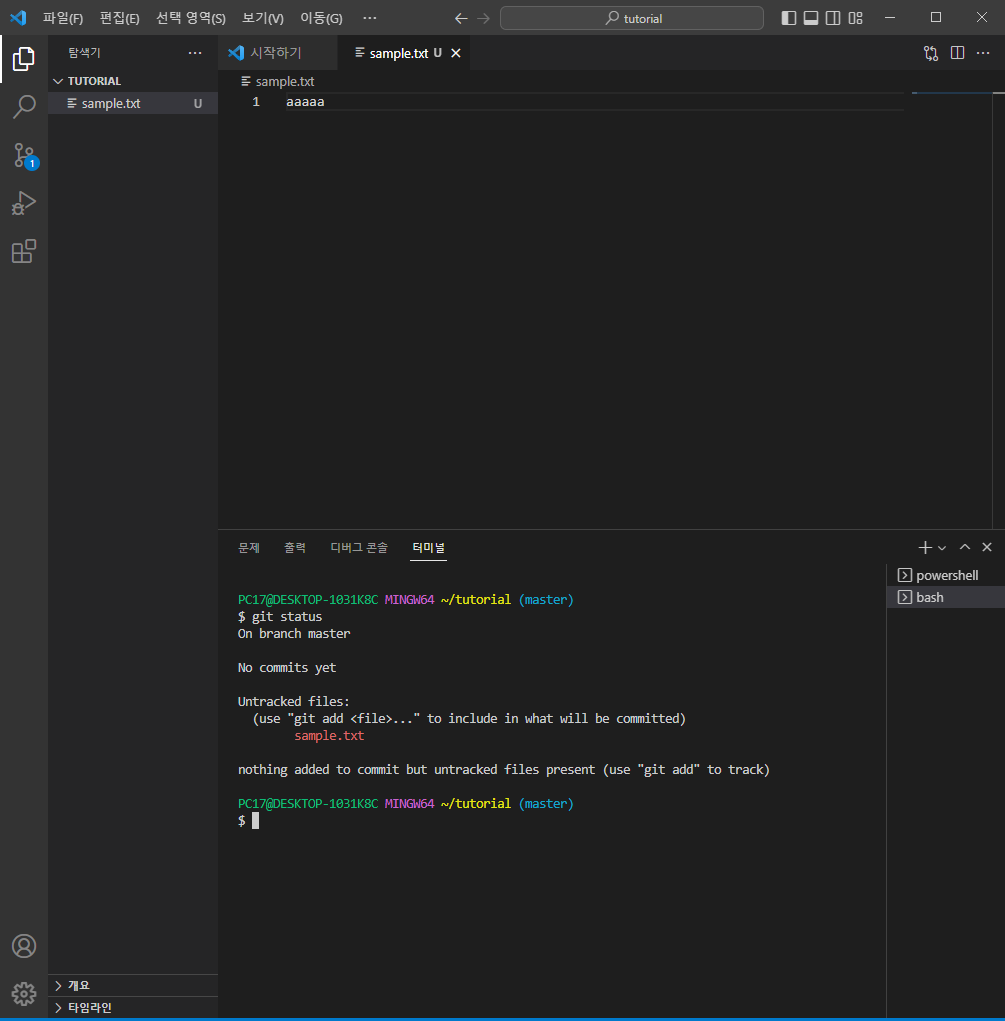 파일(F) 편집(E) 선택 영역(S) 보기(V) 이동(G) ··· tutorial
탐색기 ···
시작하기 sample.txt U
TUTORIAL
sample.txt U
sample.txt
1 aaaaa
1
문제 출력 디버그 콘솔 터미널
powershell
bash
PC17@DESKTOP-1031K8C MINGW64 ~/tutorial (master)
$ git status
On branch master
No commits yet
Untracked files:
(use "git add <file>..." to include in what will be committed)
sample.txt
nothing added to commit but untracked files present (use "git add" to track)
PC17@DESKTOP-1031K8C MINGW64 ~/tutorial (master)
$
개요
타임라인